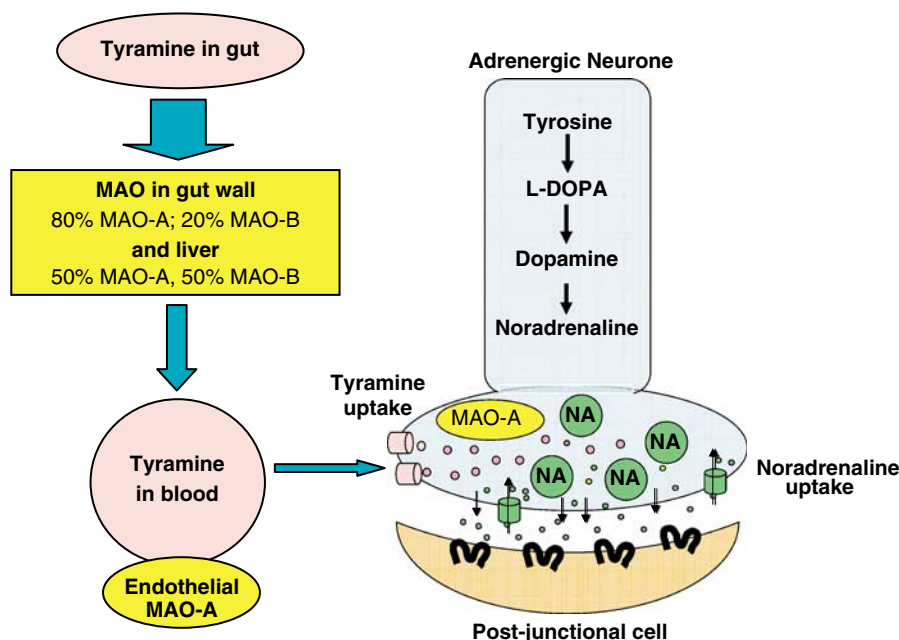 Tyramine in gut
MAO in gut wall
80% MAO-A; 20% MAO-B
and liver
50% MAO-A, 50% MAO-B
Tyramine
in blood
Endothelial
MAO-A
Adrenergic Neurone
Tyrosine
L-DOPA
Dopamine
Noradrenaline
Tyramine
uptake
MAO-A
NA
NA
NA
NA
Noradrenaline
uptake
Post-junctional cell